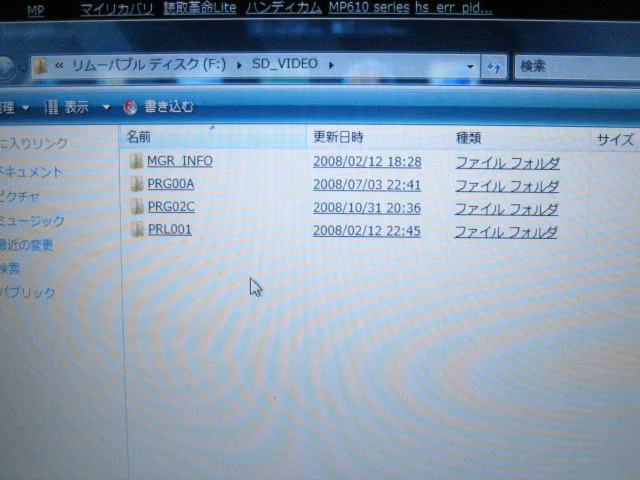 MP マイリカバリ 読取革命Lite ハンディカム MP610 series hs_err_pid...
« リムーバブル ディスク (F:) ▸ SD_VIDEO ▸ 検索
整理 表示 書き込む
に入りリンク 名前 更新日時 種類 サイズ
MGR_INFO 2008/02/12 18:28 ファイル フォルダ
ドキュメント
PRG00A 2008/07/03 22:41 ファイル フォルダ
ピクチャ
PRG02C 2008/10/31 20:36 ファイル フォルダ
ミュージック
PRL001 2008/02/12 22:45 ファイル フォルダ
最近の変更
検索
パブリック